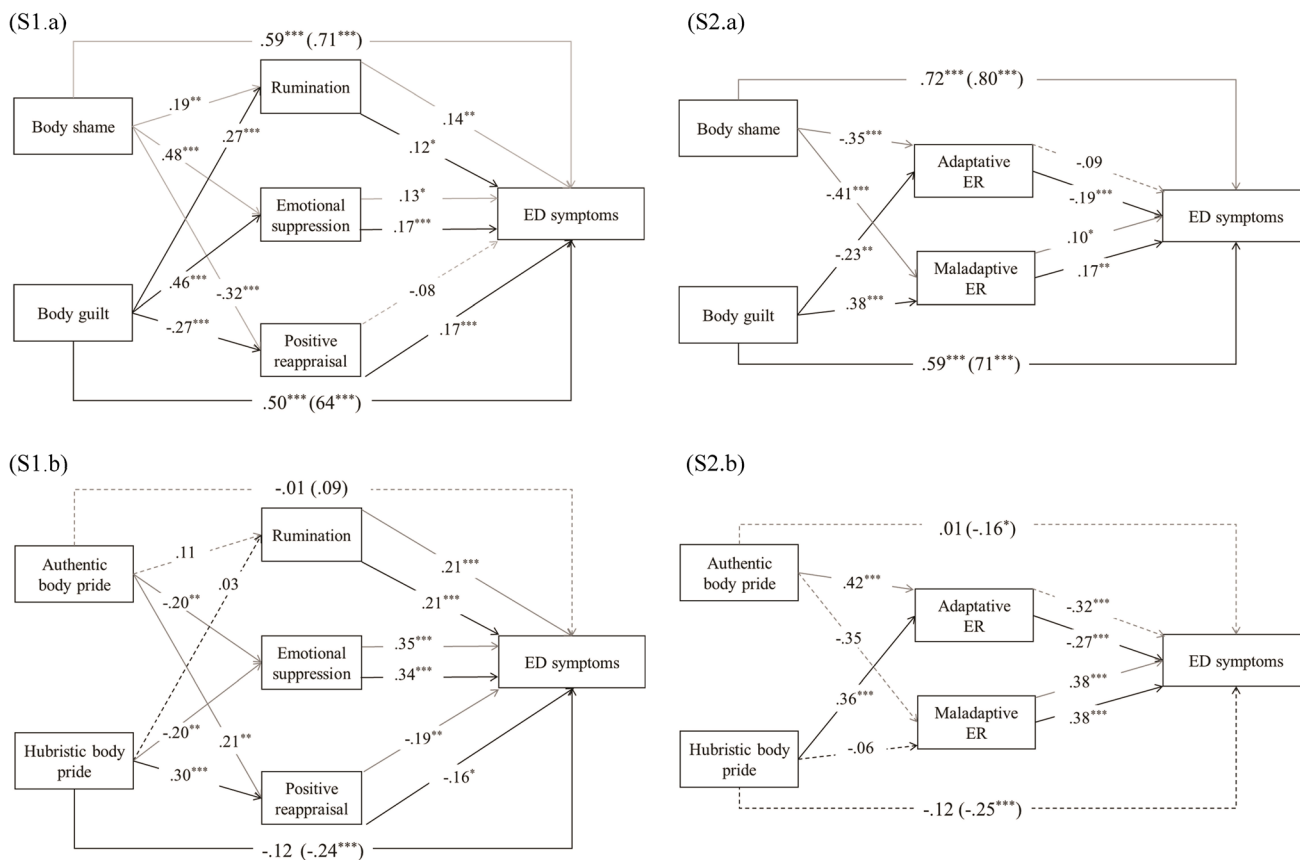 (S1.a)
.59*** (.71***)
Rumination
Body shame
.19**
.14**
.27***
.12*
.48***
Emotional
suppression
.13*
.17***
ED symptoms
.46***
-.32***
-.08
Body guilt
-.27***
Positive
reappraisal
.17***
.50*** (64***)
(S2.a)
.72*** (.80***)
Body shame
-.35***
Adaptative
ER
-.09
-.19***
-.41***
ED symptoms
.10*
-.23**
Maladaptive
ER
.17**
Body guilt
.38***
.59*** (71***)
(S1.b)
-.01 (.09)
Rumination
Authentic
body pride
.11
.03
.21***
.21***
-.20**
Emotional
suppression
.35***
.34***
ED symptoms
-.20**
.21**
-.19**
Hubristic body
pride
.30***
Positive
reappraisal
-.16*
-.12 (-.24***)
(S2.b)
.01 (-.16*)
Authentic
body pride
.42***
Adaptative
ER
-.32***
-.27***
-.35
ED symptoms
.38***
.36***
Maladaptive
ER
.38***
Hubristic body
pride
-.06
-.12 (-.25***)